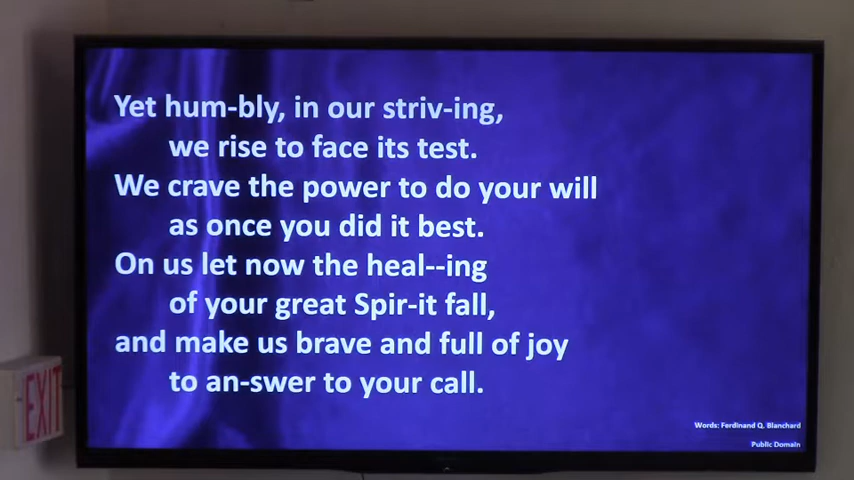 Yet hum-bly, in our striv-ing,
we rise to face its test.
We crave the power to do your will
as once you did it best.
On us let now the heal--ing
of your great Spir-it fall,
and make us brave and full of joy
to an-swer to your call.
Words: Ferdinand Q. Blanchard
Public Domain
EXIT